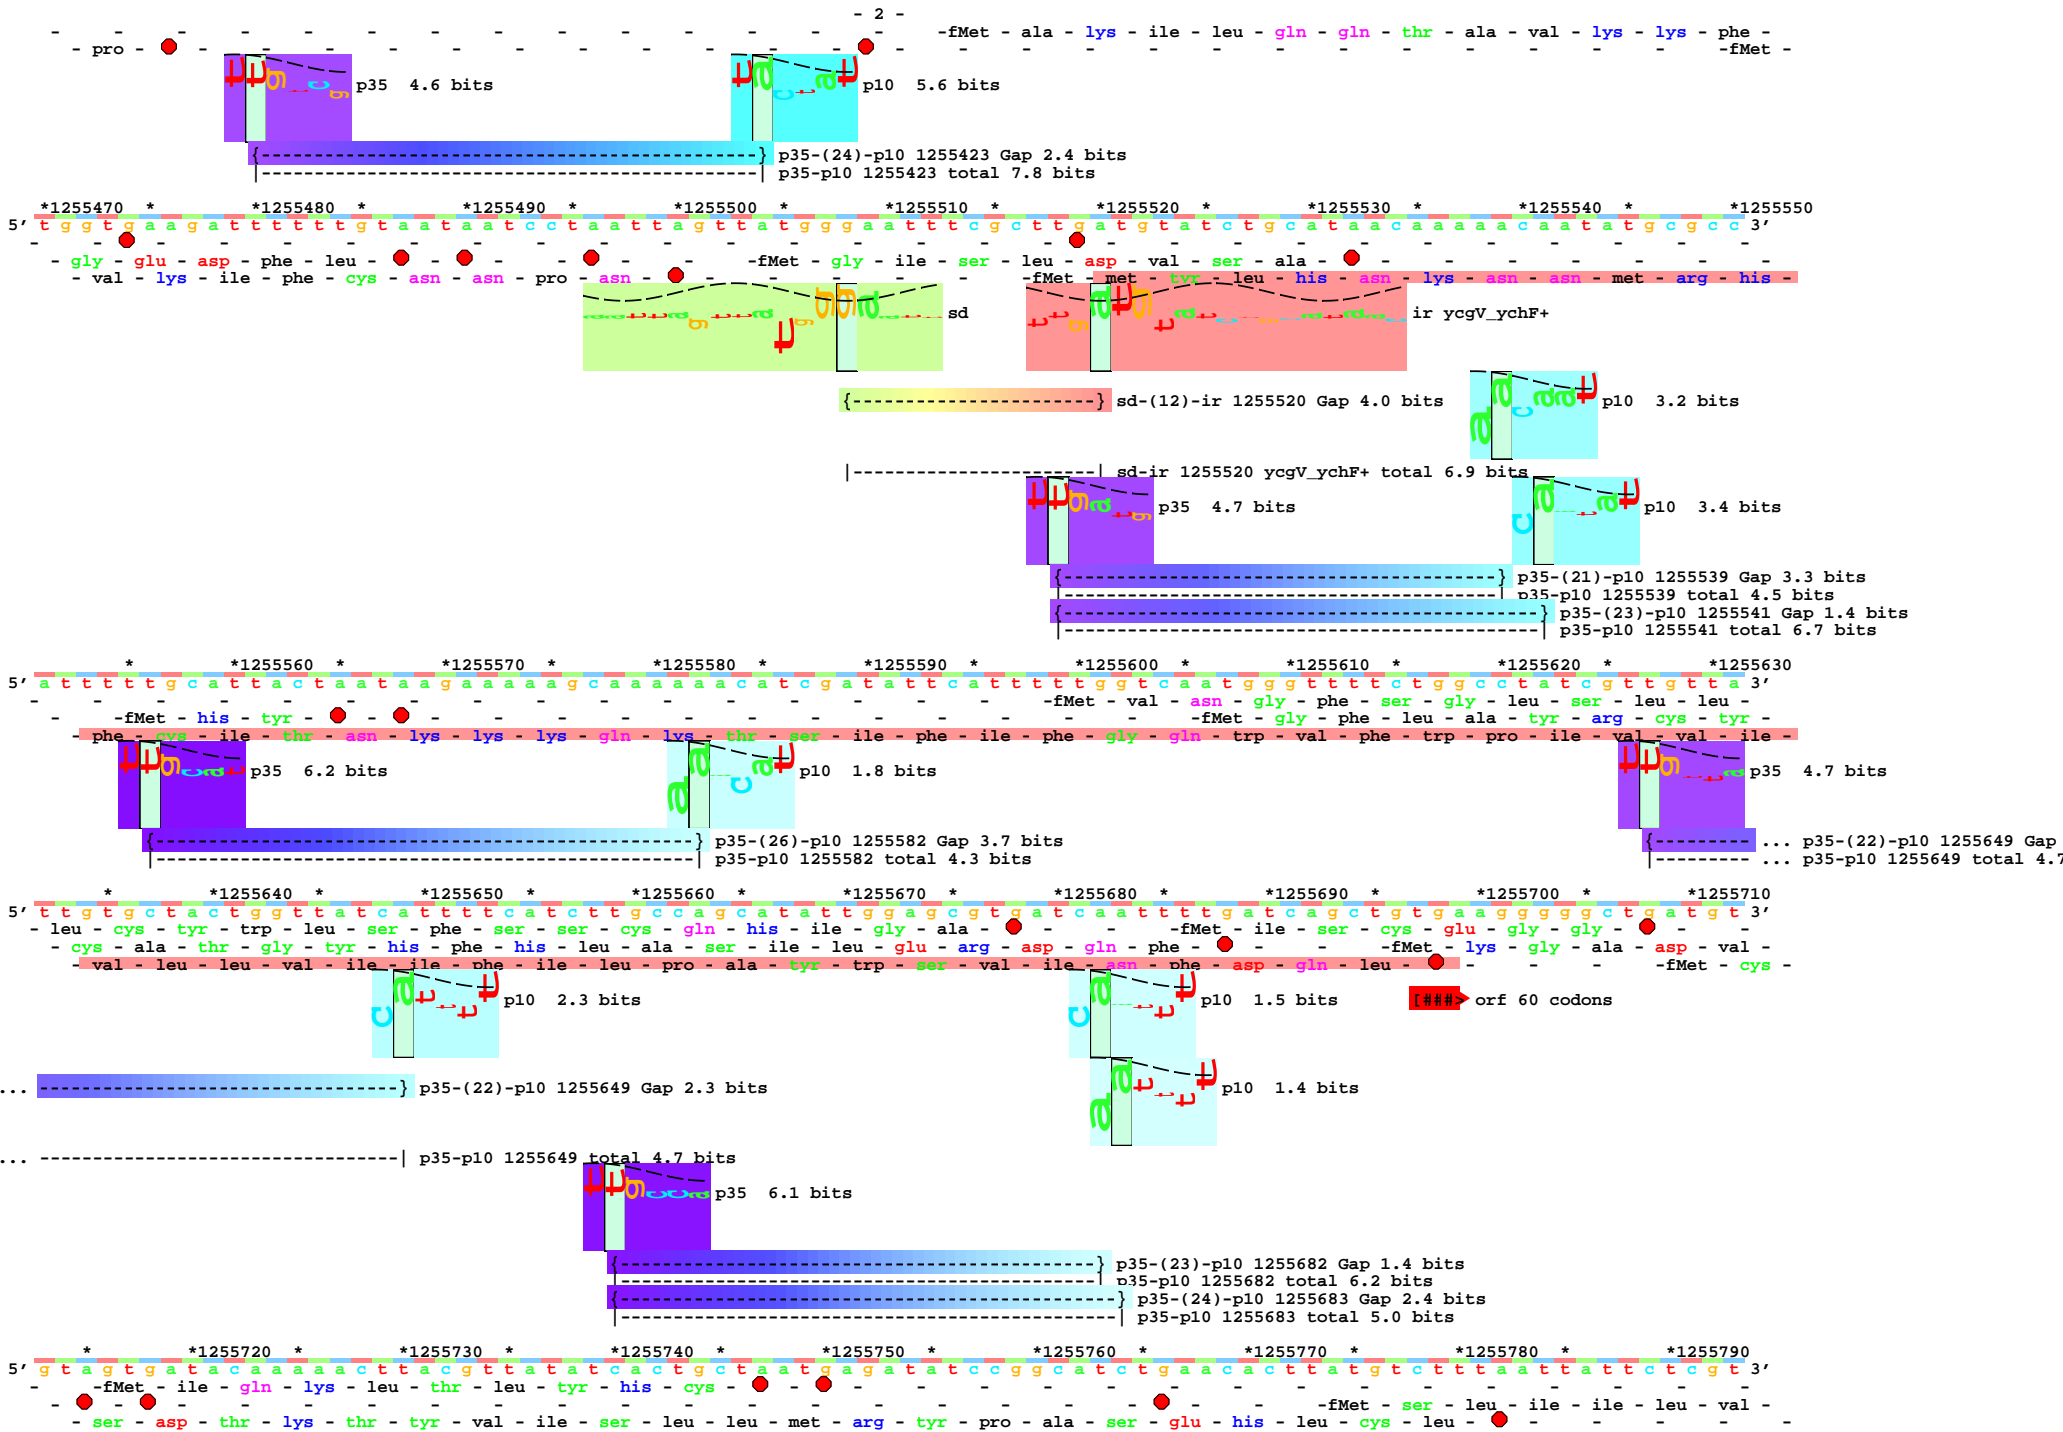 - 2 -
- - - - - - - - - - - - - - -fMet - ala - lys - ile - leu - gln - gln - thr - ala - val - lys - lys - phe -
- pro - - - - - - - - - - - - - - - - - - - - - - - - - -fMet -
t t g t c g p35 4.6 bits t a c t a t p10 5.6 bits
{------------------------------------------------} p35-(24)-p10 1255423 Gap 2.4 bits
|------------------------------------------------| p35-p10 1255423 total 7.8 bits
*1255470 * *1255480 * *1255490 * *1255500 * *1255510 * *1255520 * *1255530 * *1255540 * *1255550
5' t g g t g a a g a t t t t t g t a a t a a t c c t a a t t a g t t a t g g g a a t t t c g c t t g a t g t a t c t g c a t a a c a a a a a c a a t a t g c g c c 3'
- gly - glu - asp - phe - leu - - - - - - -fMet - gly - ile - ser - leu - asp - val - ser - ala - - - - - - - -
- val - lys - ile - phe - cys - asn - asn - pro - asn - - - - - - -fMet - met - tyr - leu - his - asn - lys - asn - asn - met - arg - his -
sd
ir ycgV_ychF+
{-----------------------} sd-(12)-ir 1255520 Gap 4.0 bits
p10 3.2 bits
|-----------------------| sd-ir 1255520 ycgV_ychF+ total 6.9 bits
p35 4.7 bits p10 3.4 bits
{------------------------------------------} p35-(21)-p10 1255539 Gap 3.3 bits
|------------------------------------------| p35-p10 1255539 total 4.5 bits
{----------------------------------------------} p35-(23)-p10 1255541 Gap 1.4 bits
|----------------------------------------------| p35-p10 1255541 total 6.7 bits
* *1255560 * *1255570 * *1255580 * *1255590 * *1255600 * *1255610 * *1255620 * *1255630
5' a t t t t t g c a t t a c t a a t a a g a a a a a g c a a a a a a c a t c g a t a t t c a t t t t t g g t c a a t g g g t t t t c t g g c c t a t c g t t g t t a 3'
- - - - - - - - - - - - - - - - -fMet - val - asn - gly - phe - ser - gly - leu - ser - leu - leu -
- -fMet - his - tyr - - - - - - - - - - - - - - -fMet - gly - phe - leu - ala - tyr - arg - cys - tyr -
- phe - cys - ile - thr - asn - lys - lys - lys - gln - lys - thr - ser - ile - phe - ile - phe - gly - gln - trp - val - phe - trp - pro - ile - val - val - ile -
p35 6.2 bits p10 1.8 bits p35 4.7 bits
{----------------------------------------------------} p35-(26)-p10 1255582 Gap 3.7 bits {--------- ... p35-(22)-p10 1255649 Gap
|----------------------------------------------------| p35-p10 1255582 total 4.3 bits |--------- ... p35-p10 1255649 total 4.7
* *1255640 * *1255650 * *1255660 * *1255670 * *1255680 * *1255690 * *1255700 * *1255710
5' t t g t g c t a c t g g t t a t c a t t t t c a t c t t g c c a g c a t a t t g g a g c g t g a t c a a t t t t g a t c a g c t g t g a a g g g g g c t g a t g t 3'
- leu - cys - tyr - trp - leu - ser - phe - ser - ser - cys - gln - his - ile - gly - ala - - - -fMet - ile - ser - cys - glu - gly - gly - - -
- cys - ala - thr - gly - tyr - his - phe - his - leu - ala - ser - ile - leu - glu - arg - asp - gln - phe - - - -fMet - lys - gly - ala - asp - val -
- val - leu - leu - val - ile - ile - phe - ile - leu - pro - ala - tyr - trp - ser - val - ile - asn - phe - asp - gln - leu - - - - -fMet - cys -
p10 2.3 bits p10 1.5 bits [###> orf 60 codons
... ----------------------------------} p35-(22)-p10 1255649 Gap 2.3 bits p10 1.4 bits
... ----------------------------------| p35-p10 1255649 total 4.7 bits
p35 6.1 bits
{----------------------------------------------} p35-(23)-p10 1255682 Gap 1.4 bits
|----------------------------------------------| p35-p10 1255682 total 6.2 bits
{------------------------------------------------} p35-(24)-p10 1255683 Gap 2.4 bits
|------------------------------------------------| p35-p10 1255683 total 5.0 bits
* *1255720 * *1255730 * *1255740 * *1255750 * *1255760 * *1255770 * *1255780 * *1255790
5' g t a g t g a t a c a a a a a c t t a c g t t a t a t c a c t g c t a a t g a g a t a t c c g g c a t c t g a a c a c t t a t g t c t t t a a t t a t t c t c g t 3'
- -fMet - ile - gln - lys - leu - thr - leu - tyr - his - cys - - - - - - - - - - - - - - - -
- - - - - - - - - - - - - - - - - - - -fMet - ser - leu - ile - ile - leu - val -
- ser - asp - thr - lys - thr - tyr - val - ile - ser - leu - leu - met - arg - tyr - pro - ala - ser - glu - his - leu - cys - leu - - - - -